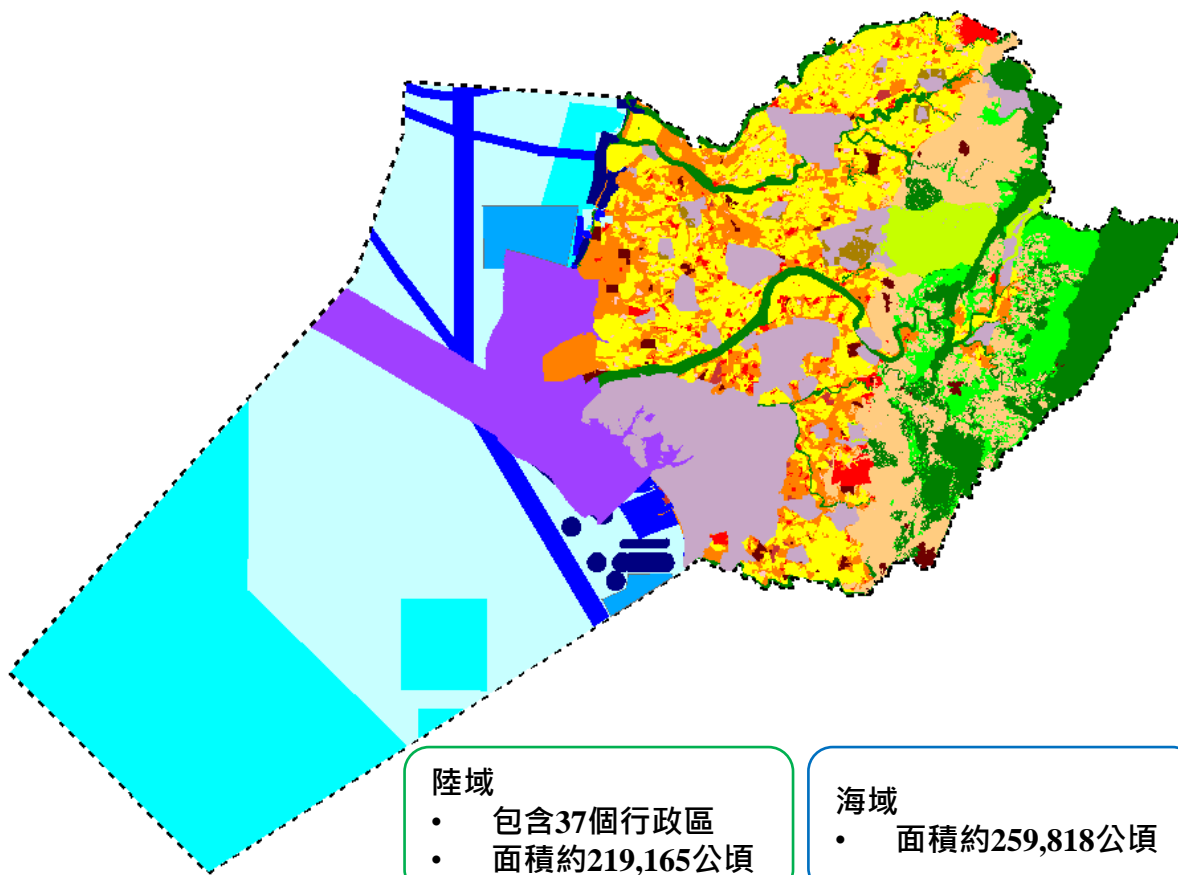 陸域
• 包含37個行政區
• 面積約219,165公頃
海域
• 面積約259,818公頃